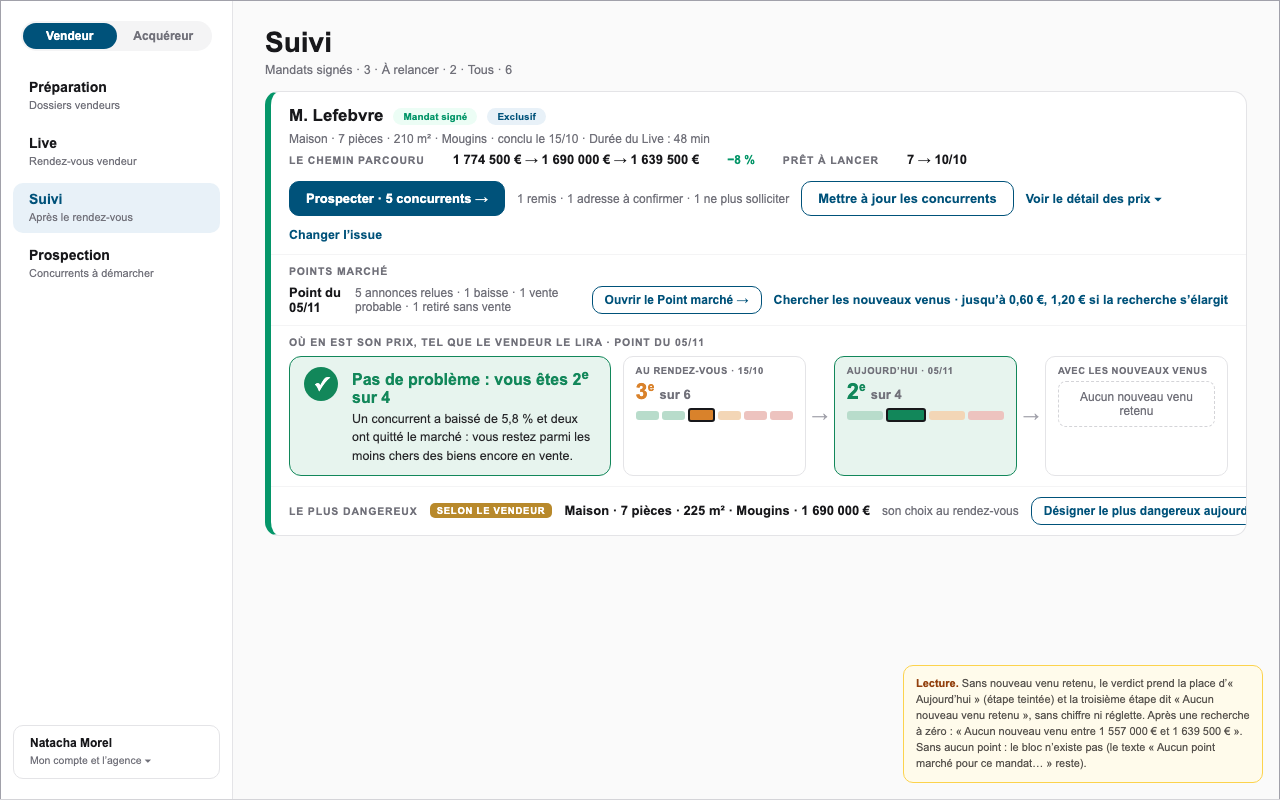 Vendeur
Acquéreur
Préparation
Dossiers vendeurs
Live
Rendez-vous vendeur
Suivi
Après le rendez-vous
Prospection
Concurrents à démarcher
Natacha Morel
Mon compte et l’agence
Suivi
Mandats signés · 3 · À relancer · 2 · Tous · 6
M. Lefebvre Mandat signé Exclusif
Maison · 7 pièces · 210 m² · Mougins · conclu le 15/10 · Durée du Live : 48 min
LE CHEMIN PARCOURU 1 774 500 € → 1 690 000 € → 1 639 500 € −8 % PRÊT À LANCER 7 → 10/10
Prospecter · 5 concurrents → 1 remis · 1 adresse à confirmer · 1 ne plus solliciter Mettre à jour les concurrents Voir le détail des prix
Changer l’issue
POINTS MARCHÉ
Point du
05/11
5 annonces relues · 1 baisse · 1 vente
probable · 1 retiré sans vente
Ouvrir le Point marché →
Chercher les nouveaux venus · jusqu’à 0,60 €, 1,20 € si la recherche s’élargit
OÙ EN EST SON PRIX, TEL QUE LE VENDEUR LE LIRA · POINT DU 05/11
✓
Pas de problème : vous êtes 2e
sur 4
Un concurrent a baissé de 5,8 % et deux
ont quitté le marché : vous restez parmi les
moins chers des biens encore en vente.
AU RENDEZ-VOUS · 15/10
3e sur 6
→
AUJOURD’HUI · 05/11
2e sur 4
→
AVEC LES NOUVEAUX VENUS
Aucun nouveau venu
retenu
LE PLUS DANGEREUX SELON LE VENDEUR Maison · 7 pièces · 225 m² · Mougins · 1 690 000 € son choix au rendez-vous Désigner le plus dangereux aujourd
Lecture. Sans nouveau venu retenu, le verdict prend la place d’«
Aujourd’hui » (étape teintée) et la troisième étape dit « Aucun
nouveau venu retenu », sans chiffre ni réglette. Après une recherche
à zéro : « Aucun nouveau venu entre 1 557 000 € et 1 639 500 € ».
Sans aucun point : le bloc n’existe pas (le texte « Aucun point
marché pour ce mandat… » reste).